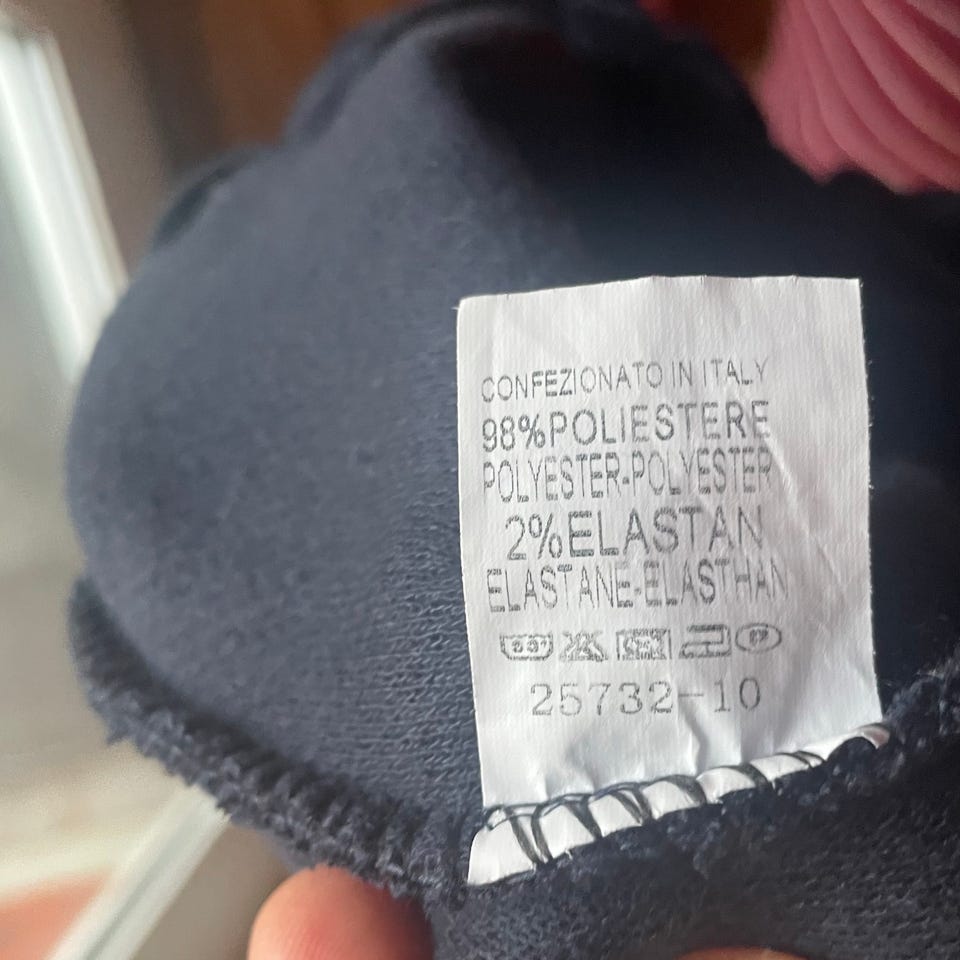 CONFEZIONATO IN ITALY
98%POLIESTERE
POLYESTER-POLYESTER
2%ELASTAN
ELASTANE-ELASTHAN
P
25732-10